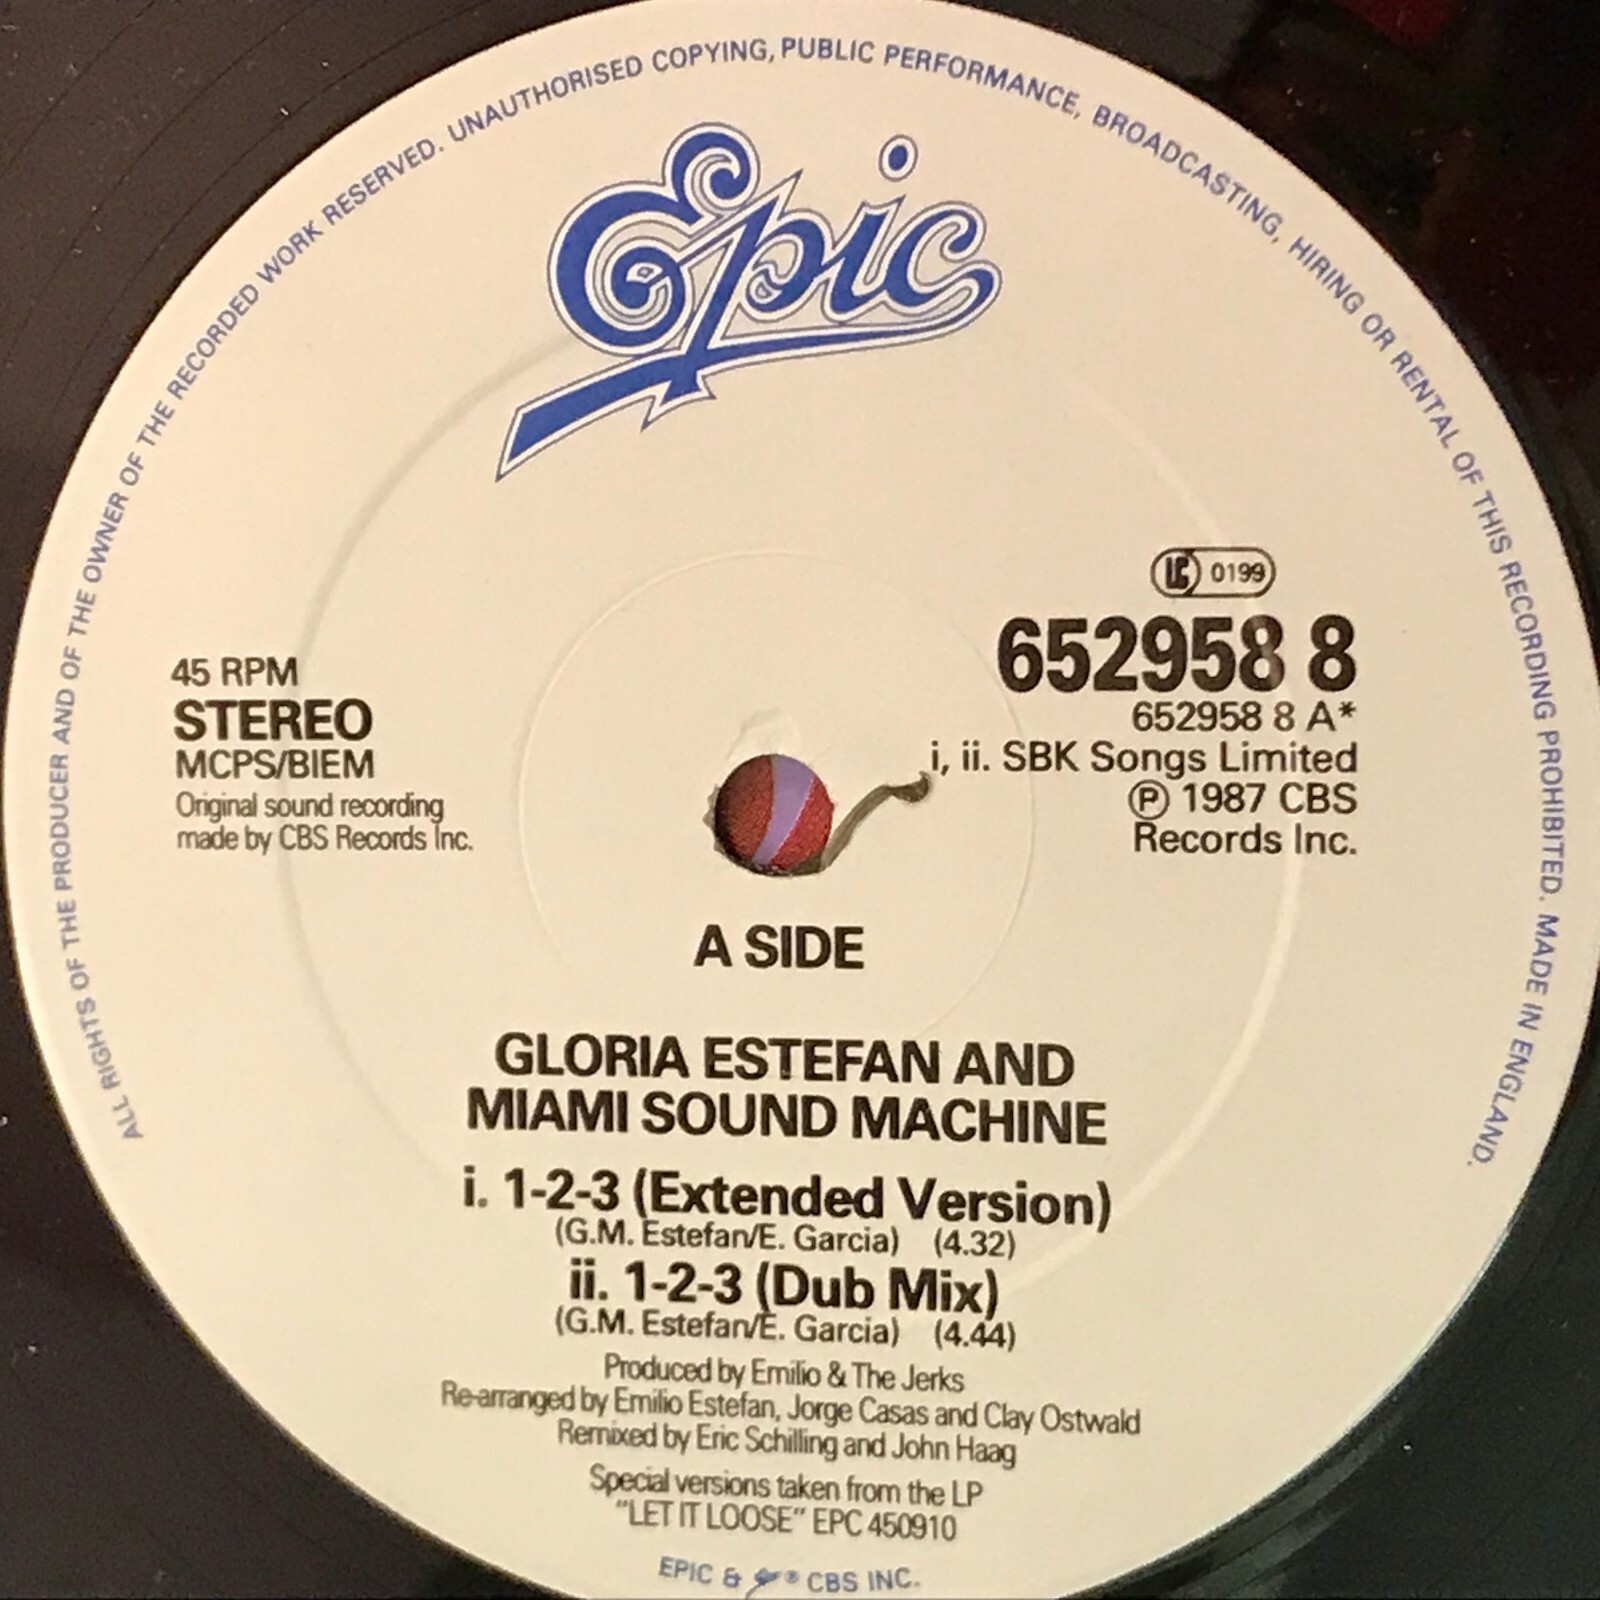 ALL RIGHTS OF THE PRODUCER AND OF THE OWNER OF THE RECORDED WORK RESERVED. UNAUTHORISED COPYING, PUBLIC PERFORMANCE, BROADCASTING, HIRING OR RENTAL OF THIS RECORDING PROHIBITED. MADE IN ENGLAND.
Epic
LC 0199
652958 8
652958 8 A*
i, ii. SBK Songs Limited
Ⓟ 1987 CBS
Records Inc.
45 RPM
STEREO
MCPS/BIEM
Original sound recording
made by CBS Records Inc.
A SIDE
GLORIA ESTEFAN AND
MIAMI SOUND MACHINE
i. 1-2-3 (Extended Version)
(G.M. Estefan/E. Garcia) (4.32)
ii. 1-2-3 (Dub Mix)
(G.M. Estefan/E. Garcia) (4.44)
Produced by Emilio & The Jerks
Re-arranged by Emilio Estefan, Jorge Casas and Clay Ostwald
Remixed by Eric Schilling and John Haag
Special versions taken from the LP
"LET IT LOOSE" EPC 450910
EPIC & ® CBS INC.